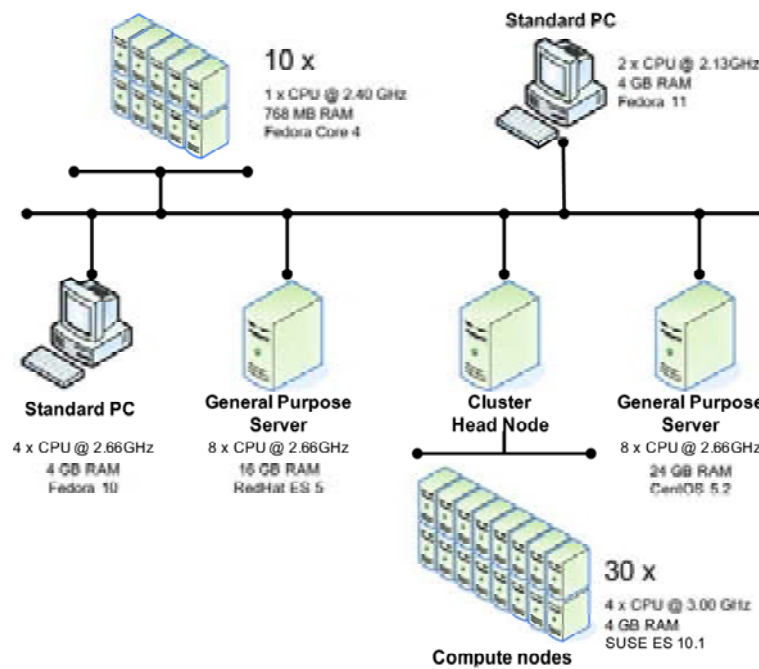 Standard PC
10 x
1 x CPU @ 2.40 GHz
768 MB RAM
Fedora Core 4
2 x CPU @ 2.13GHz
4 GB RAM
Fedora 11
Standard PC
4 x CPU @ 2.66GHz
4 GB RAM
Fedora 10
General Purpose
Server
8 x CPU @ 2.66GHz
16 GB RAM
RedHat ES 5
Cluster
Head Node
General Purpose
Server
8 x CPU @ 2.66GHz
24 GB RAM
CentOS 5.2
30 x
4 x CPU @ 3.00 GHz
4 GB RAM
SUSE ES 10.1
Compute nodes